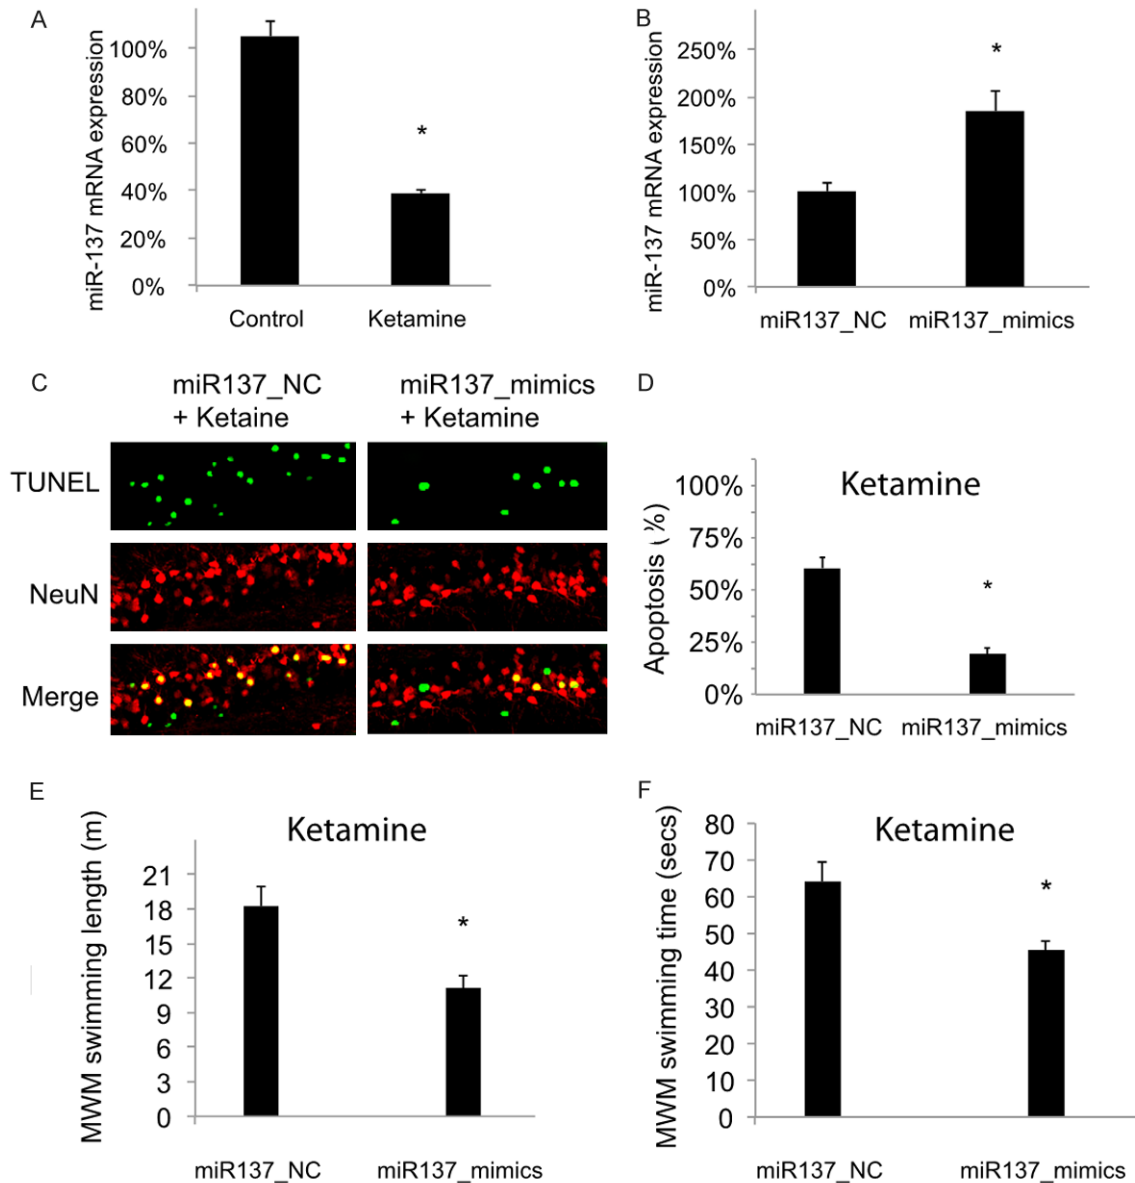 A
miR-137 mRNA expression
100%
80%
60%
40%
20%
0%
*
Control
Ketamine
B
miR-137 mRNA expression
250%
200%
150%
100%
50%
0%
*
miR137_NC
miR137_mimics
C
miR137_NC
+ Ketaine
miR137_mimics
+ Ketamine
TUNEL
NeuN
Merge
D
Ketamine
Apoptosis (%)
100%
75%
50%
25%
0%
*
miR137_NC
miR137_mimics
E
Ketamine
MWM swimming length (m)
21
18
15
12
9
6
3
0
*
miR137_NC
miR137_mimics
F
Ketamine
MWM swimming time (secs)
80
70
60
50
40
30
20
10
0
*
miR137_NC
miR137_mimics